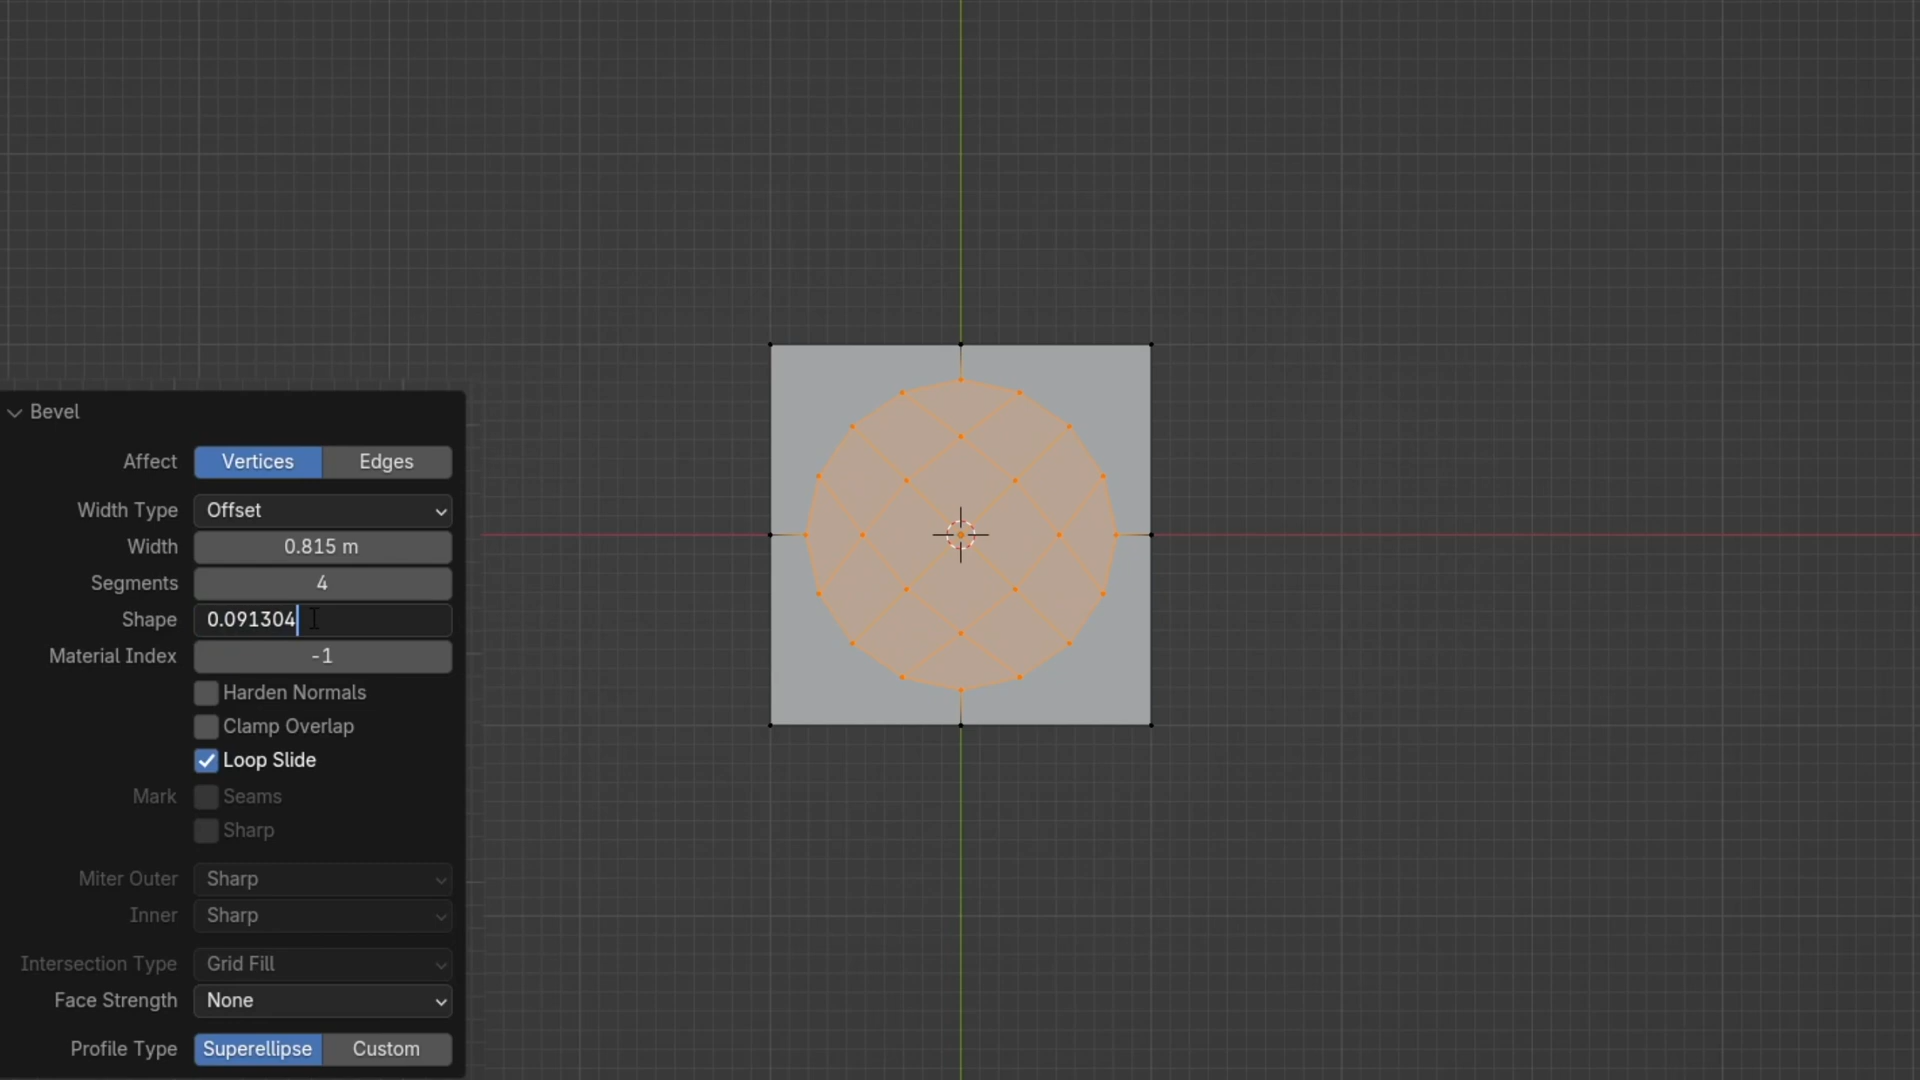 Bevel
Affect Vertices Edges
Width Type Offset
Width 0.815 m
Segments 4
Shape 0.091304
Material Index -1
Harden Normals
Clamp Overlap
Loop Slide
Mark Seams
Sharp
Miter Outer Sharp
Inner Sharp
Intersection Type Grid Fill
Face Strength None
Profile Type Superellipse Custom